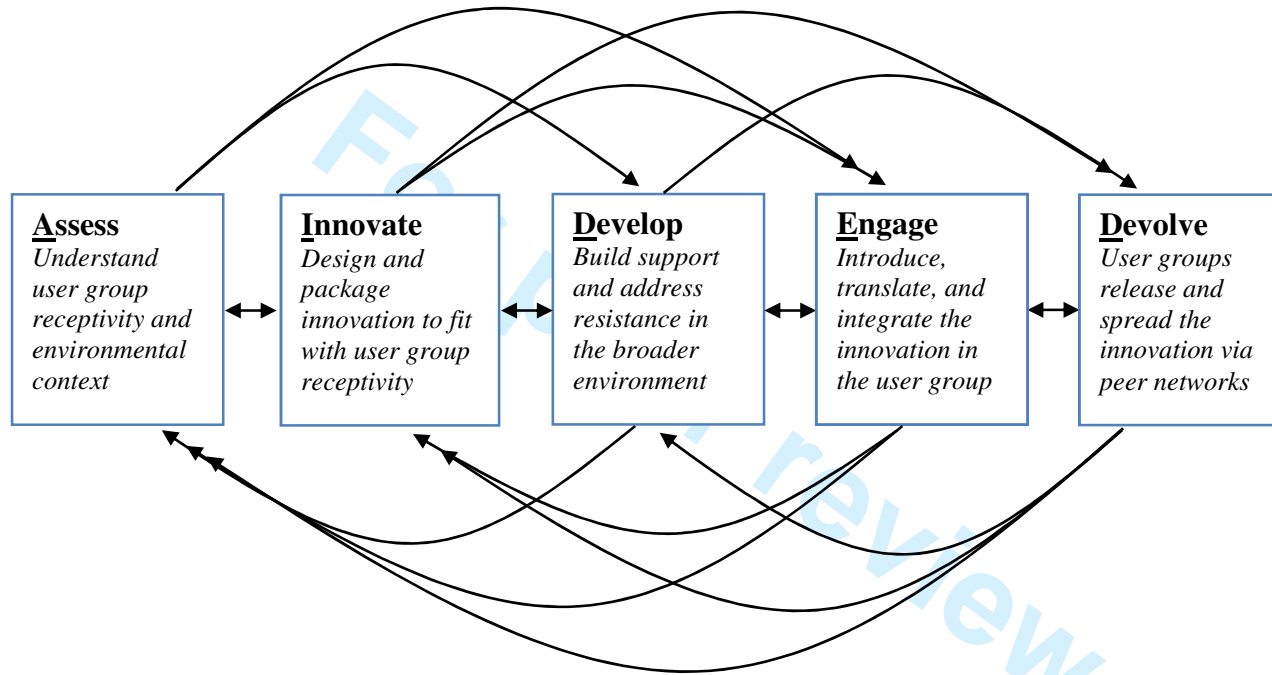 Assess
Understand
user group
receptivity and
environmental
context
Innovate
Design and
package
innovation to fit
with user group
receptivity
Develop
Build support
and address
resistance in
the broader
environment
Engage
Introduce,
translate, and
integrate the
innovation in
the user group
Devolve
User groups
release and
spread the
innovation via
peer networks
review